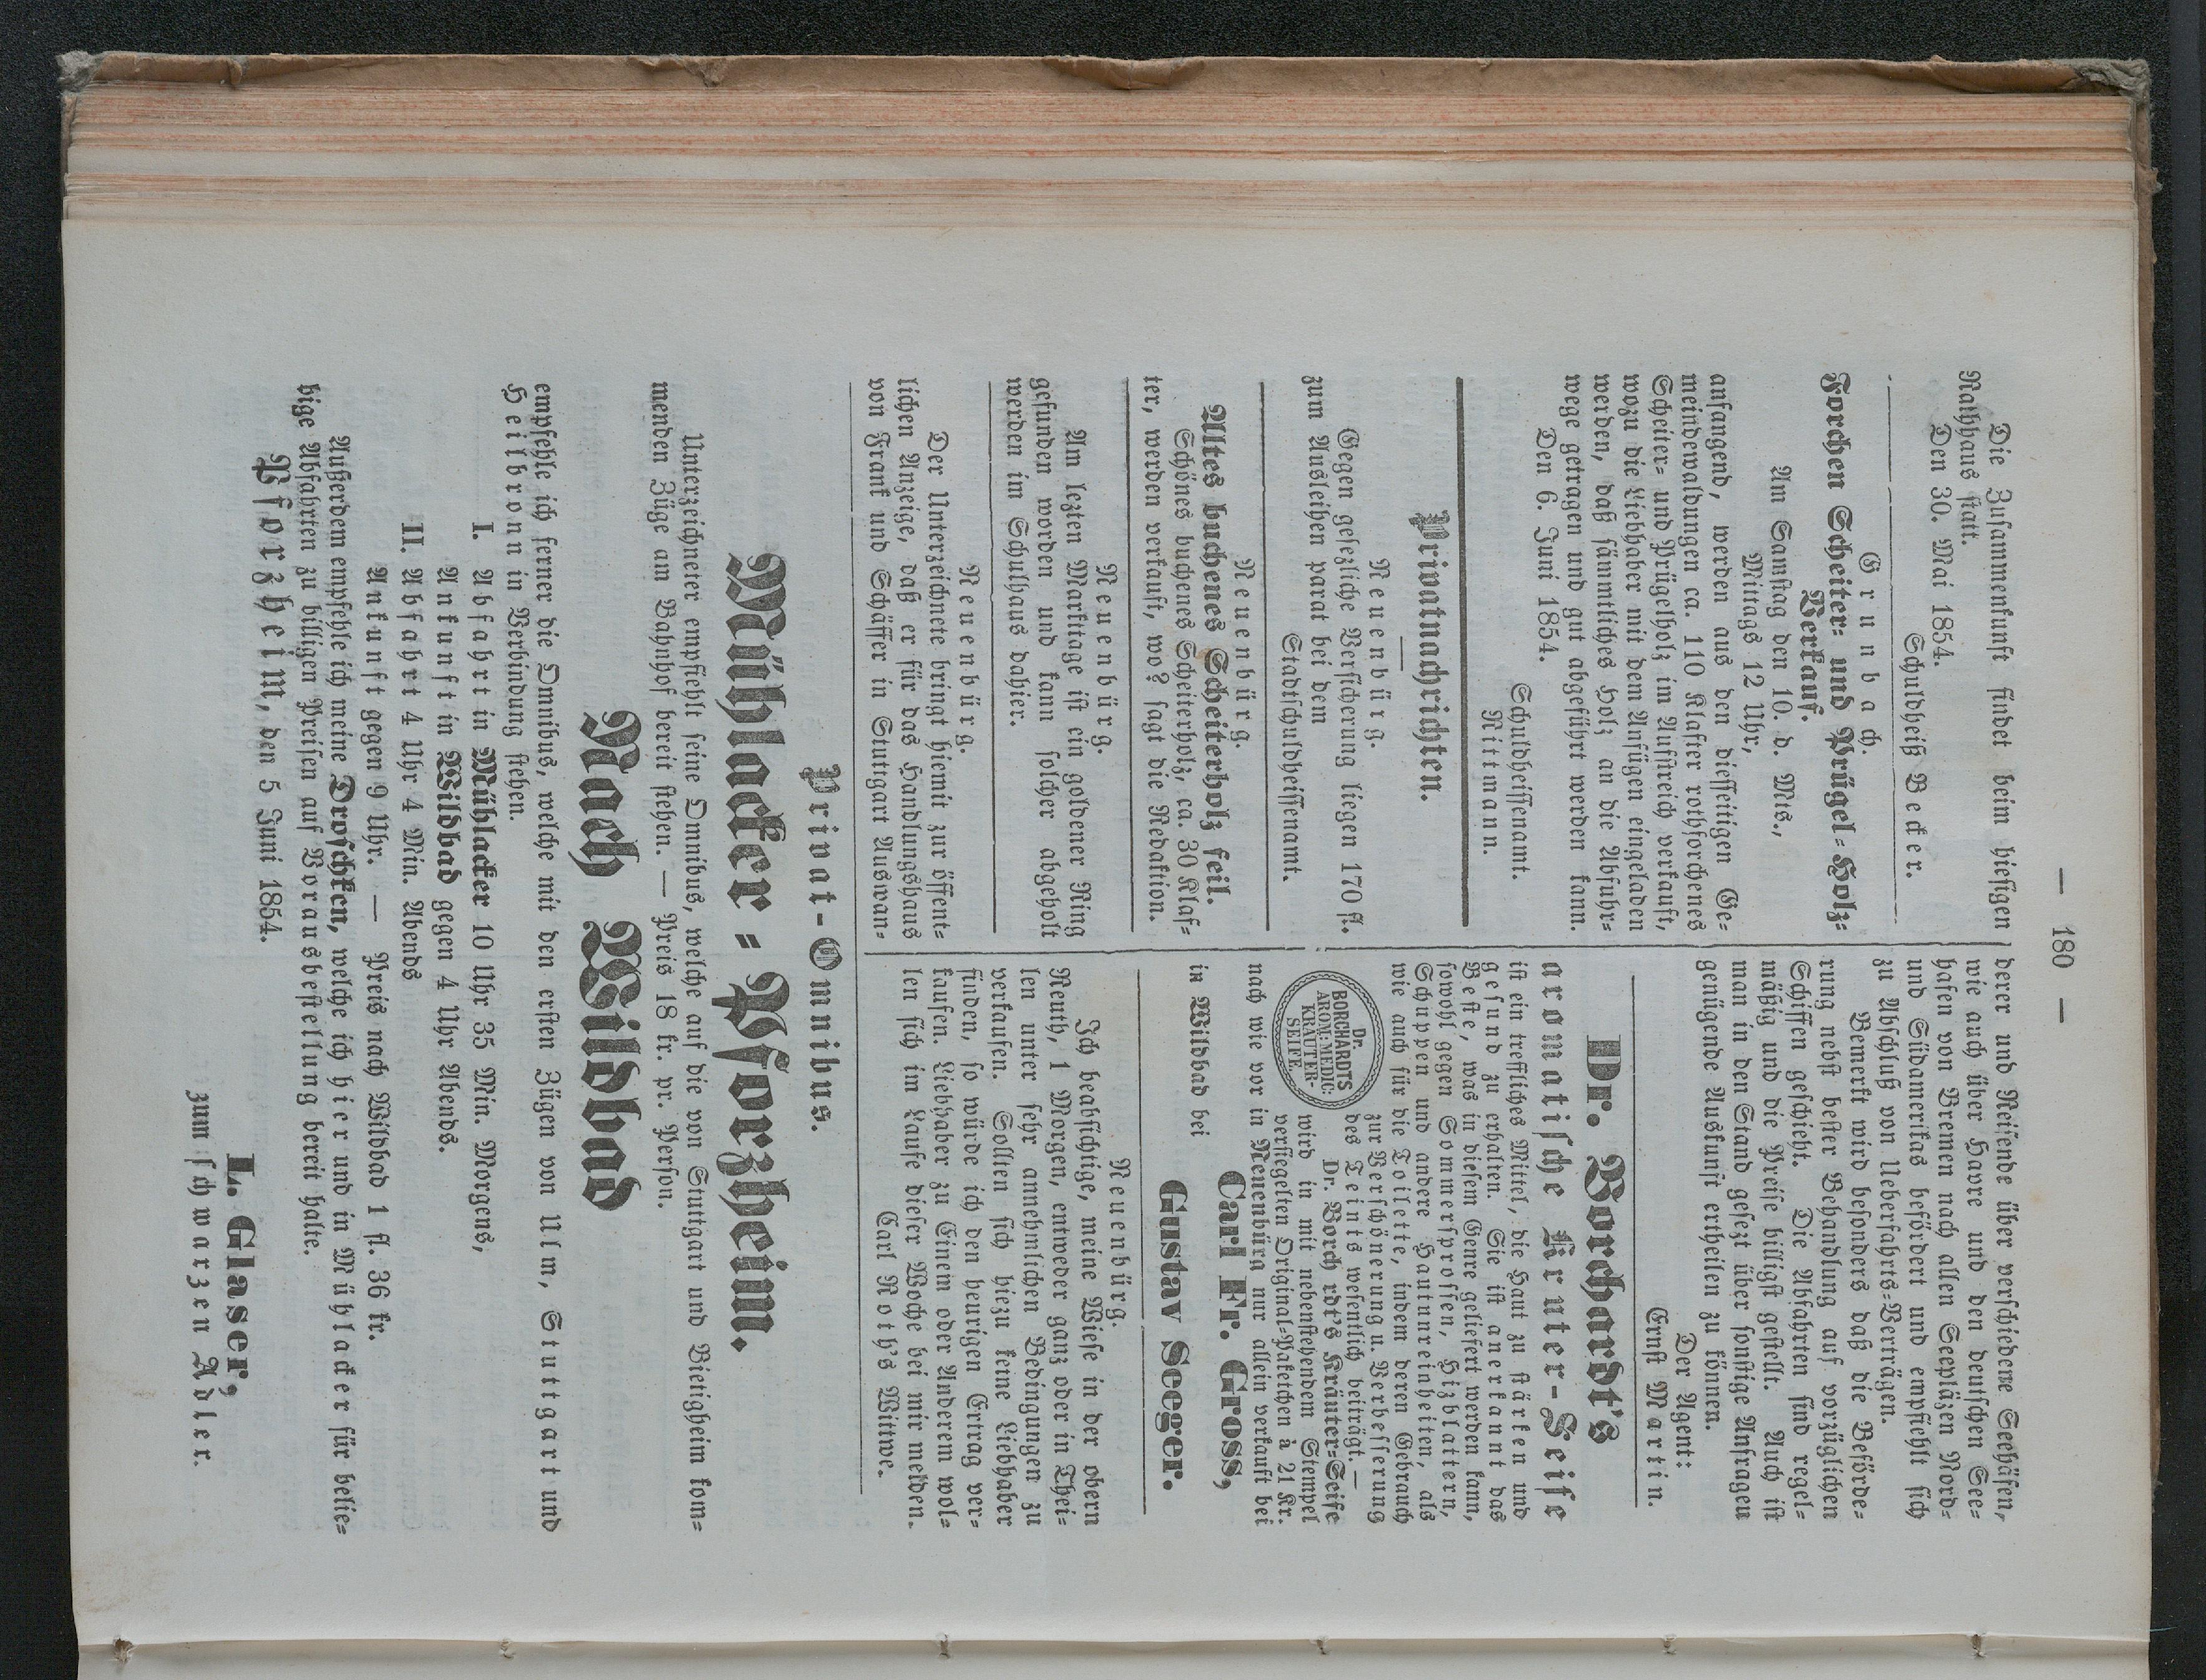 — 180 —
Die Zusammenkunft findet beim hiesigen
Rathhaus statt.
Den 30. Mai 1854.
Schuldheiß Becker.
Grunbach.
Forchen Scheiter= und Prügel=Holz=
Verkauf.
Am Samstag den 10. d. Mts.,
Mittags 12 Uhr,
anfangend, werden aus den dießeitigen Ge=
meindewaldungen ca. 110 Klafter rothforchenes
Scheiter= und Prügelholz im Aufstreich verkauft,
wozu die Liebhaber mit dem Anfügen eingeladen
werden, daß sämmtliches Holz an die Abfuhr=
wege getragen und gut abgeführt werden kann.
Den 6. Juni 1854.
Schuldheissenamt.
Rittmann.
Privatnachrichten.
Neuenbürg.
Gegen gesezliche Versicherung liegen 170 fl.
zum Ausleihen parat bei dem
Stadtschuldheissenamt.
Neuenbürg.
Altes buchenes Scheiterholz feil.
Schönes buchenes Scheiterholz, ca. 30 Klaf=
ter, werden verkauft, wo? sagt die Redaktion.
Neuenbürg.
Am lezten Markttage ist ein goldener Ring
gefunden worden und kann solcher abgeholt
werden im Schulhaus dahier.
Neuenbürg.
Der Unterzeichnete bringt hiemit zur öffent=
lichen Anzeige, daß er für das Handlungshaus
von Frank und Schäffer in Stuttgart Auswan=
derer und Reisende über verschiedene Seehäfen,
wie auch über Havre und den deutschen See=
hafen von Bremen nach allen Seepläzen Nord=
und Südamerikas befördert und empfiehlt sich
zu Abschluß von Ueberfahrts=Verträgen.
Bemerkt wird besonders daß die Beförde=
rung nebst bester Behandlung auf vorzüglichen
Schiffen geschieht. Die Abfahrten sind regel=
mäßig und die Preise billigst gestellt. Auch ist
man in den Stand gesezt über sonstige Anfragen
genügende Auskunft ertheilen zu können.
Der Agent:
Ernst Martin.
Dr. Borchardt's
aromatische Kräuter-Seife
ist ein treffliches Mittel, die Haut zu stärken und
gesund zu erhalten. Sie ist anerkannt das
Beste, was in diesem Genre geliefert werden kann,
sowohl gegen Sommersprossen, Hizblattern,
Schuppen und andere Hautunreinheiten, als
wie auch für die Toilette, indem deren Gebrauch
zur Verschönerung u. Verbesserung
des Teints wesentlich beiträgt. —
Dr. Borchardt's Kräuter=Seife
wird in mit nebenstehendem Stempel
versiegelten Original=Paketchen à 21 kr.
Dr.
BORCHARDTS
AROM: MEDIC:
KRÄUTER-
SEIFE.
nach wie vor in Neuenbürg nur allein verkauft bei
Carl Fr. Gross,
in Wildbad bei
Gustav Seeger.
Neuenbürg.
Ich beabsichtige, meine Wiese in der obern
Reuth, 1 Morgen, entweder ganz oder in Thei=
len unter sehr annehmlichen Bedingungen zu
verkaufen. Sollten sich hiezu keine Liebhaber
finden, so würde ich den heurigen Ertrag ver=
kaufen. Liebhaber zu Einem oder Anderem wol=
len sich im Laufe dieser Woche bei mir melden.
Carl Roth's Wittwe.
Privat-Omnibus.
Mühlacker=Pforzheim.
Unterzeichneter empfiehlt seine Omnibus, welche auf die von Stuttgart und Bietigheim kom=
menden Züge am Bahnhof bereit stehen. — Preis 18 kr. pr. Person.
Nach Wildbad
empfehle ich ferner die Omnibus, welche mit den ersten Zügen von Ulm, Stuttgart und
Heilbronn in Verbindung stehen.
I. Abfahrt in Mühlacker 10 Uhr 35 Min. Morgens,
Ankunft in Wildbad gegen 4 Uhr Abends.
II. Abfahrt 4 Uhr 4 Min. Abends
Ankunft gegen 9 Uhr. — Preis nach Wildbad 1 fl. 36 kr.
Außerdem empfehle ich meine Droschken, welche ich hier und in Mühlacker für belie=
bige Abfahrten zu billigen Preisen auf Vorausbestellung bereit halte.
Pforzheim, den 5 Juni 1854.
L. Glaser,
zum schwarzen Adler.